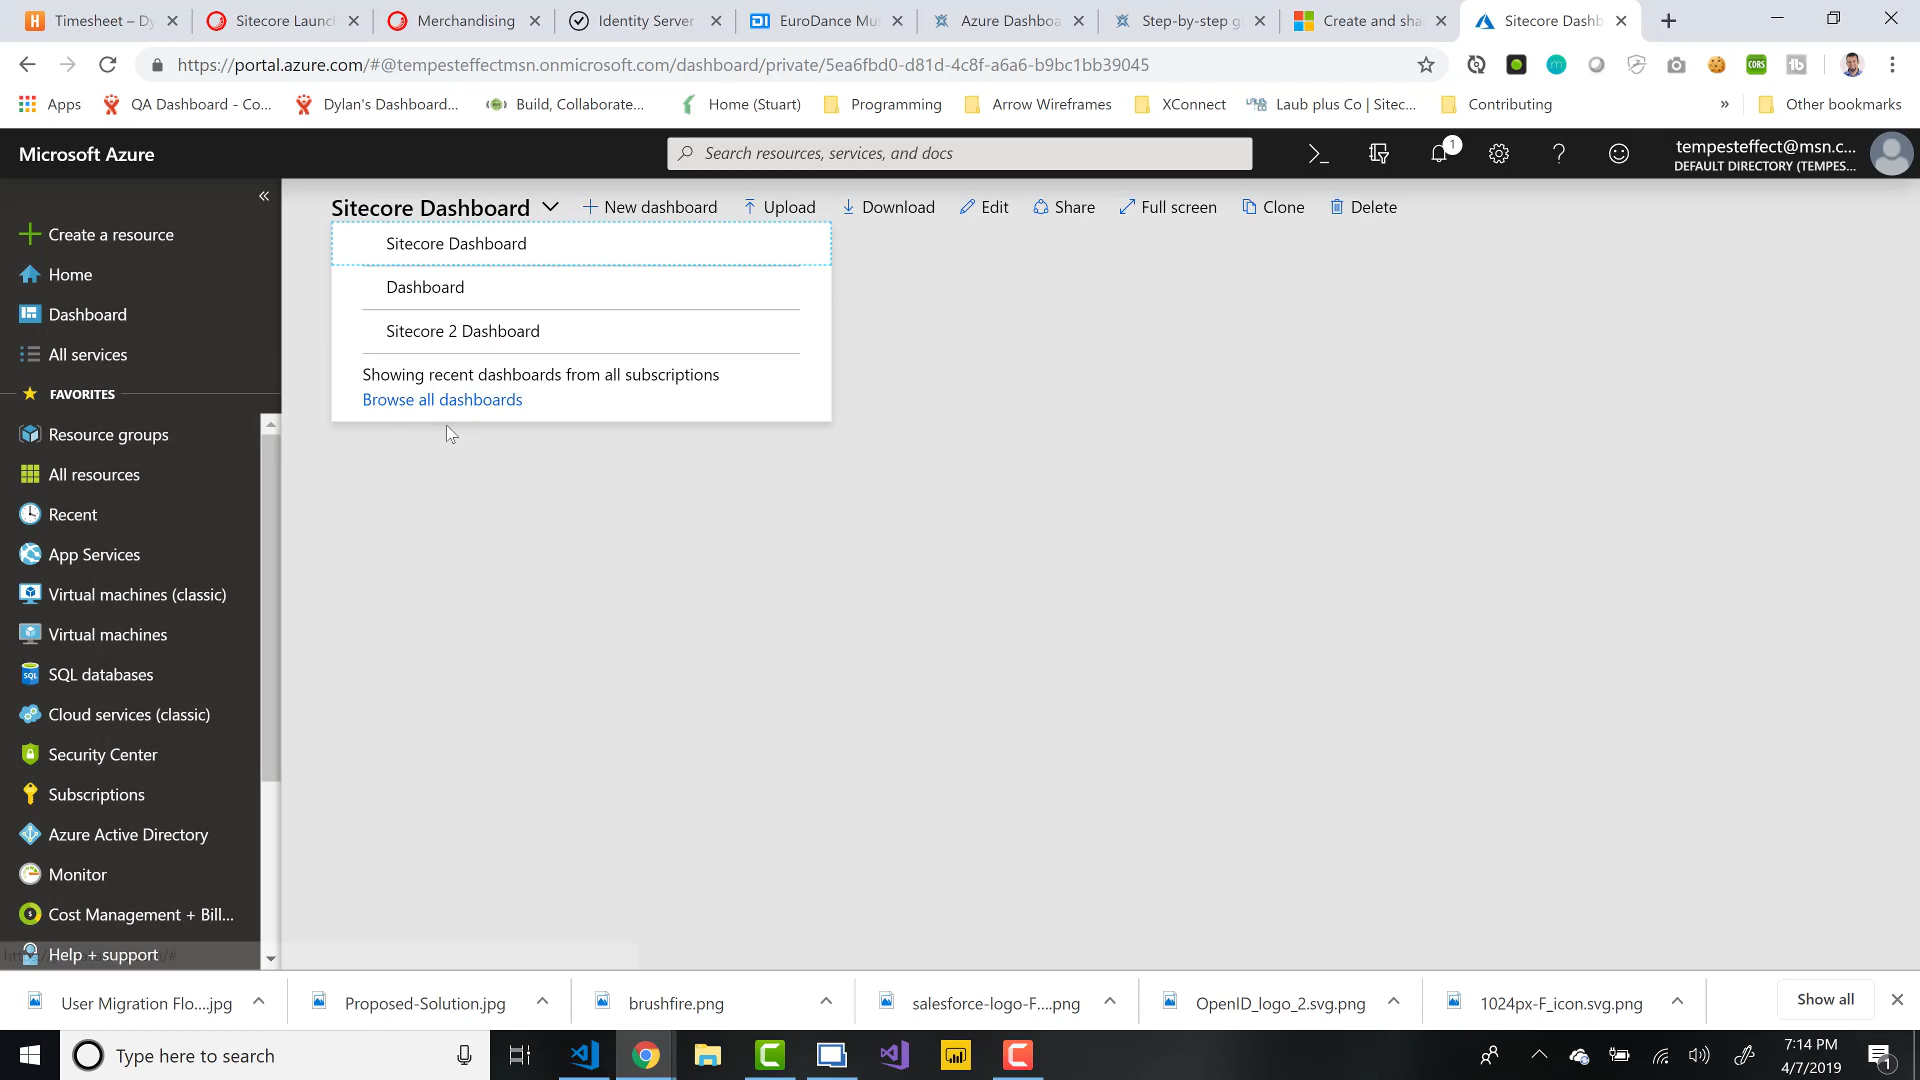 Timesheet – Dy
Sitecore Launc
Merchandising
Identity Server
DI
EuroDance Mu
Azure Dashboa
Step-by-step g
Create and sha
Sitecore Dashb
https://portal.azure.com/#@tempesteffectmsn.onmicrosoft.com/dashboard/private/5ea6fbd0-d81d-4c8f-a6a6-b9bc1bb39045
Apps
QA Dashboard - Co...
Dylan's Dashboard...
Build, Collaborate...
Home (Stuart)
Programming
Arrow Wireframes
XConnect
Laub plus Co | Sitec...
Contributing
»
Other bookmarks
Microsoft Azure
Search resources, services, and docs
1
tempesteffect@msn.c...
DEFAULT DIRECTORY (TEMPES...
Sitecore Dashboard
New dashboard
Upload
Download
Edit
Share
Full screen
Clone
Delete
Sitecore Dashboard
Dashboard
Sitecore 2 Dashboard
Showing recent dashboards from all subscriptions
Browse all dashboards
Create a resource
Home
Dashboard
All services
FAVORITES
Resource groups
All resources
Recent
App Services
Virtual machines (classic)
Virtual machines
SQL databases
Cloud services (classic)
Security Center
Subscriptions
Azure Active Directory
Monitor
Cost Management + Bill...
Help + support
User Migration Flo....jpg
Proposed-Solution.jpg
brushfire.png
salesforce-logo-F....png
OpenID_logo_2.svg.png
1024px-F_icon.svg.png
Show all
Type here to search
7:14 PM
4/7/2019
1